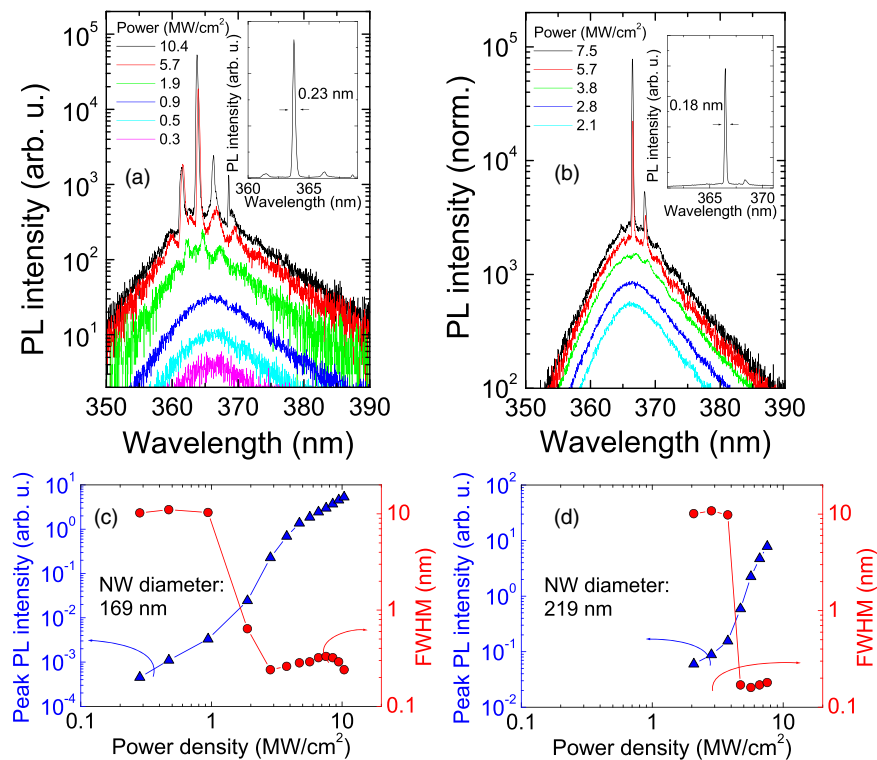 Power (MW/cm²)
10.4
5.7
1.9
0.9
0.5
0.3
PL intensity (arb. u.)
0.23 nm
360 365
Wavelength (nm)
(a)
10⁵
10⁴
10³
10²
10¹
PL intensity (arb. u.)
350 360 370 380 390
Wavelength (nm)
Power (MW/cm²)
7.5
5.7
3.8
2.8
2.1
PL intensity (arb. u.)
0.18 nm
365 370
Wavelength (nm)
(b)
10⁵
10⁴
10³
10²
PL intensity (norm.)
350 360 370 380 390
Wavelength (nm)
(c)
10¹
10⁰
10⁻¹
10⁻²
10⁻³
10⁻⁴
Peak PL intensity (arb. u.)
NW diameter:
169 nm
10
1
0.1
FWHM (nm)
0.1 1 10
Power density (MW/cm²)
(d)
10²
10¹
10⁰
10⁻¹
10⁻²
Peak PL intensity (arb. u.)
NW diameter:
219 nm
10
1
0.1
FWHM (nm)
0.1 1 10
Power density (MW/cm²)